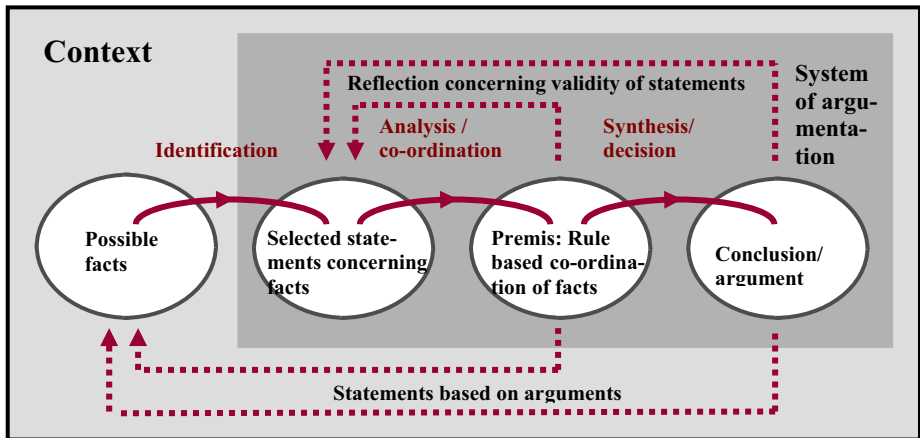 Context
Reflection concerning validity of statements
System
of argu-
menta-
tion
Identification
Analysis /
co-ordination
Synthesis/
decision
Possible
facts
Selected state-
ments concerning
facts
Premis: Rule
based co-ordina-
tion of facts
Conclusion/
argument
Statements based on arguments